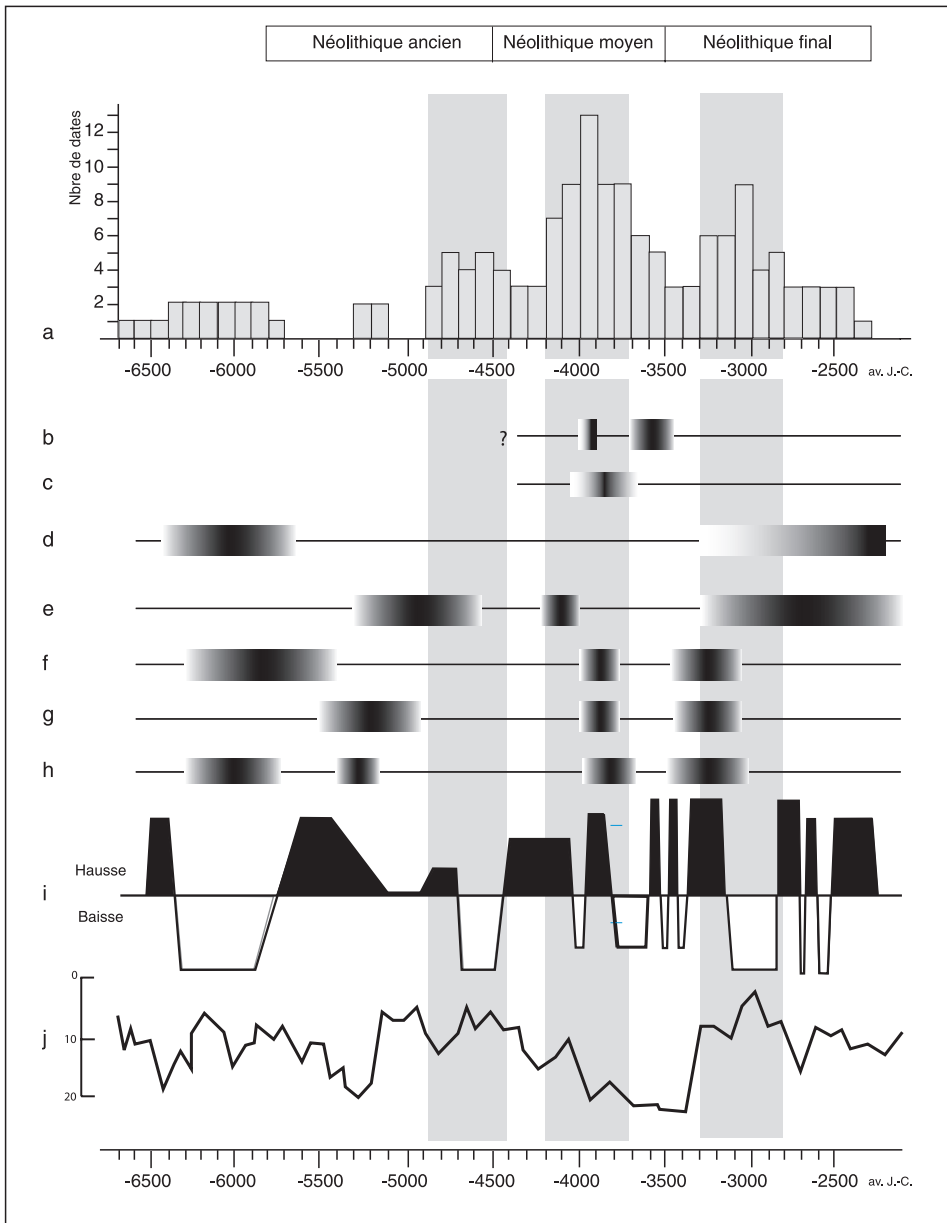 Néolithique ancien Néolithique moyen Néolithique final
Nbre de dates
12
10
8
6
4
2
a
-6500 -6000 -5500 -5000 -4500 -4000 -3500 -3000 -2500 av. J.-C.
b ?
c
d
e
f
g
h
Hausse
i
Baisse
0
j 10
20
-6500 -6000 -5500 -5000 -4500 -4000 -3500 -3000 -2500 av. J.-C.